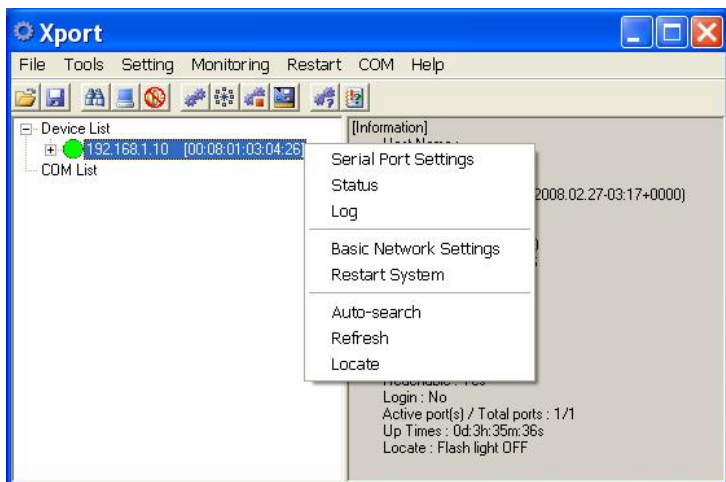 Xport
File Tools Setting Monitoring Restart COM Help
Device List
192.168.1.10 [00:08:01:03:04:26]
COM List
[Information]
Serial Port Settings
Status
Log
Basic Network Settings
Restart System
Auto-search
Refresh
Locate
2008.02.27-03:17+0000)
Login : No
Active port(s) / Total ports : 1/1
Up Times : 0d:3h:35m:36s
Locate : Flash light OFF